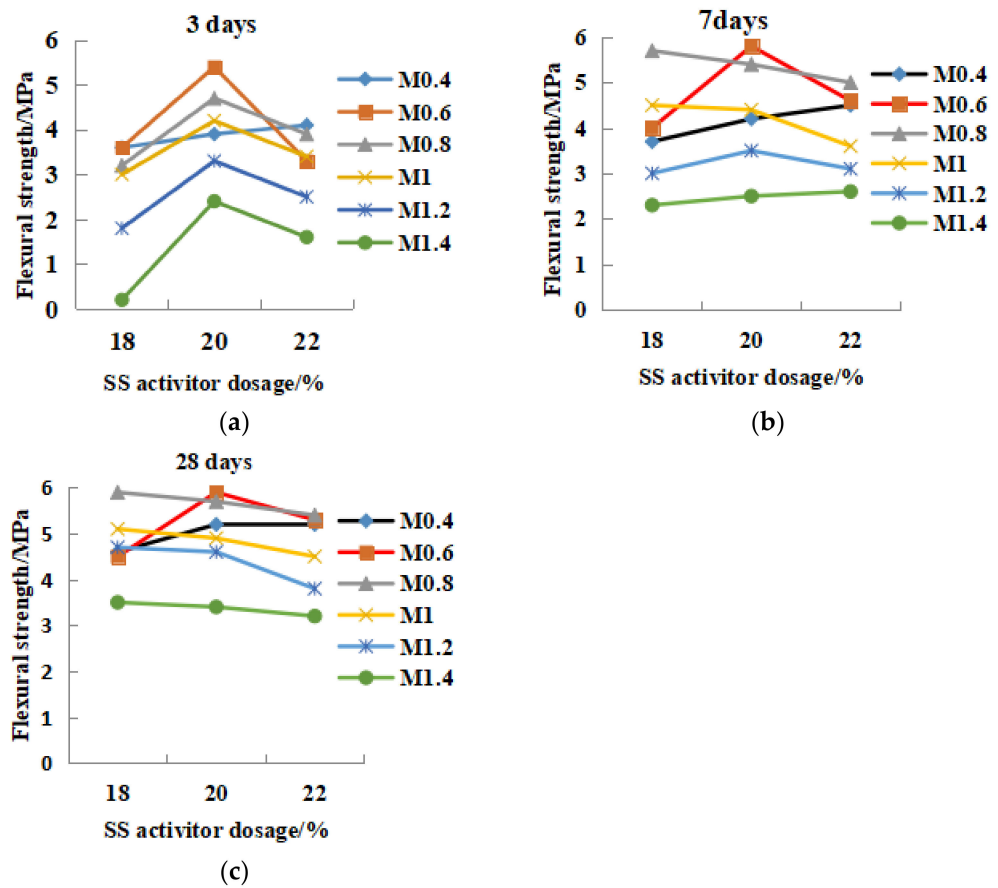 3 days
Flexural strength/MPa
6
5
4
3
2
1
0
18 20 22
SS activitor dosage/%
M0.4
M0.6
M0.8
M1
M1.2
M1.4
(a)
7days
Flexural strength/MPa
6
5
4
3
2
1
0
18 20 22
SS activitor dosage/%
M0.4
M0.6
M0.8
M1
M1.2
M1.4
(b)
28 days
Flexural strength/MPa
6
5
4
3
2
1
0
18 20 22
SS activitor dosage/%
M0.4
M0.6
M0.8
M1
M1.2
M1.4
(c)